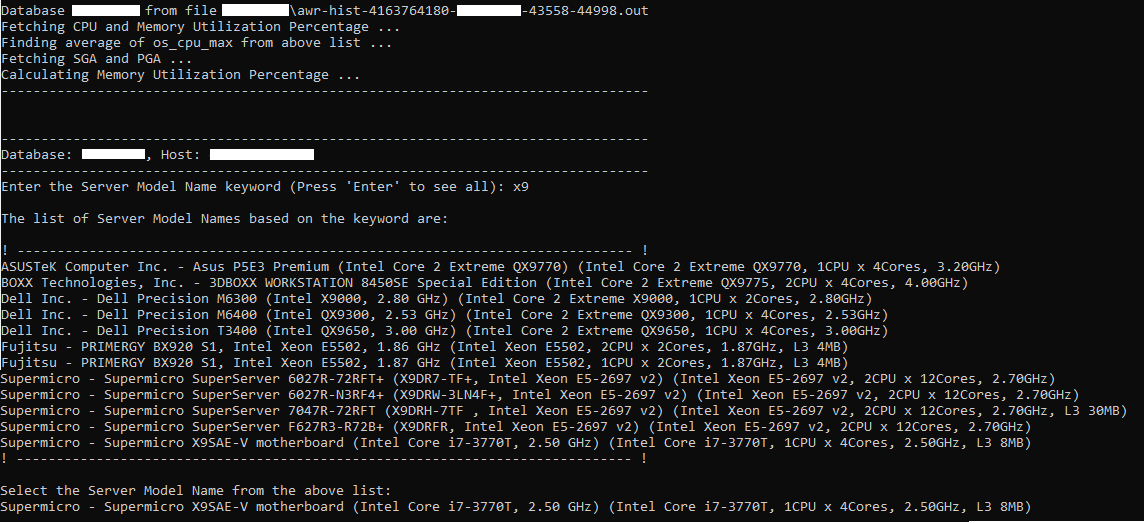 Database from file \awr-hist-4163764180- -43558-44998.out
Fetching CPU and Memory Utilization Percentage ...
Finding average of os_cpu_max from above list ...
Fetching SGA and PGA ...
Calculating Memory Utilization Percentage ...
---------------------------------------------------------------------------------
---------------------------------------------------------------------------------
Database: , Host:
---------------------------------------------------------------------------------
Enter the Server Model Name keyword (Press 'Enter' to see all): x9
The list of Server Model Names based on the keyword are:
! ----------------------------------------------------------------------------- !
ASUSTeK Computer Inc. - Asus P5E3 Premium (Intel Core 2 Extreme QX9770) (Intel Core 2 Extreme QX9770, 1CPU x 4Cores, 3.20GHz)
BOXX Technologies, Inc. - 3DBOXX WORKSTATION 8450SE Special Edition (Intel Core 2 Extreme QX9775, 2CPU x 4Cores, 4.00GHz)
Dell Inc. - Dell Precision M6300 (Intel X9000, 2.80 GHz) (Intel Core 2 Extreme X9000, 1CPU x 2Cores, 2.80GHz)
Dell Inc. - Dell Precision M6400 (Intel QX9300, 2.53 GHz) (Intel Core 2 Extreme QX9300, 1CPU x 4Cores, 2.53GHz)
Dell Inc. - Dell Precision T3400 (Intel QX9650, 3.00 GHz) (Intel Core 2 Extreme QX9650, 1CPU x 4Cores, 3.00GHz)
Fujitsu - PRIMERGY BX920 S1, Intel Xeon E5502, 1.86 GHz (Intel Xeon E5502, 2CPU x 2Cores, 1.87GHz, L3 4MB)
Fujitsu - PRIMERGY BX920 S1, Intel Xeon E5502, 1.87 GHz (Intel Xeon E5502, 1CPU x 2Cores, 1.87GHz, L3 4MB)
Supermicro - Supermicro SuperServer 6027R-72RFT+ (X9DR7-TF+, Intel Xeon E5-2697 v2) (Intel Xeon E5-2697 v2, 2CPU x 12Cores, 2.70GHz)
Supermicro - Supermicro SuperServer 6027R-N3RF4+ (X9DRW-3LN4F+, Intel Xeon E5-2697 v2) (Intel Xeon E5-2697 v2, 2CPU x 12Cores, 2.70GHz)
Supermicro - Supermicro SuperServer 7047R-72RFT (X9DRH-7TF , Intel Xeon E5-2697 v2) (Intel Xeon E5-2697 v2, 2CPU x 12Cores, 2.70GHz, L3 30MB)
Supermicro - Supermicro SuperServer F627R3-R72B+ (X9DRFR, Intel Xeon E5-2697 v2) (Intel Xeon E5-2697 v2, 2CPU x 12Cores, 2.70GHz)
Supermicro - Supermicro X9SAE-V motherboard (Intel Core i7-3770T, 2.50 GHz) (Intel Core i7-3770T, 1CPU x 4Cores, 2.50GHz, L3 8MB)
! ----------------------------------------------------------------------------- !
Select the Server Model Name from the above list:
Supermicro - Supermicro X9SAE-V motherboard (Intel Core i7-3770T, 2.50 GHz) (Intel Core i7-3770T, 1CPU x 4Cores, 2.50GHz, L3 8MB)